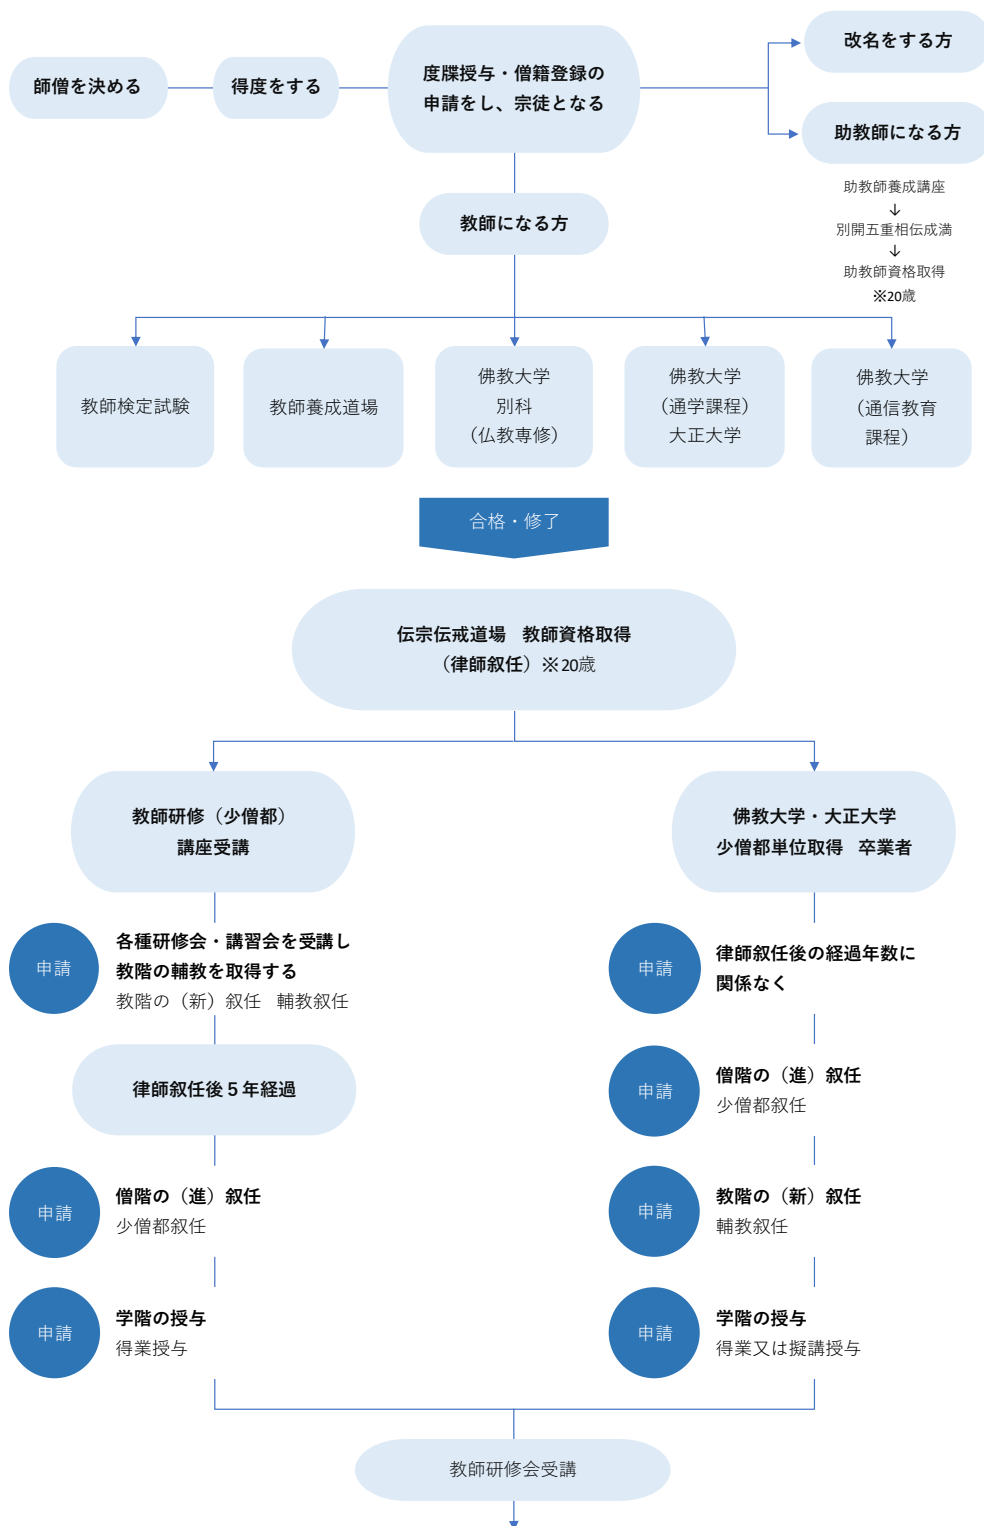 師僧を決める
得度をする
度牒授与・僧籍登録の
申請をし、宗徒となる
改名をする方
助教師になる方
助教師養成講座
↓
別開五重相伝成満
↓
助教師資格取得
※20歳
教師になる方
教師検定試験
教師養成道場
佛教大学
別科
（仏教専修）
佛教大学
（通学課程）
大正大学
佛教大学
（通信教育
課程）
合格・修了
伝宗伝戒道場　教師資格取得
（律師叙任）※20歳
教師研修（少僧都）
講座受講
申請
各種研修会・講習会を受講し
教階の輔教を取得する
教階の（新）叙任　輔教叙任
律師叙任後５年経過
申請
僧階の（進）叙任
少僧都叙任
申請
学階の授与
得業授与
佛教大学・大正大学
少僧都単位取得　卒業者
申請
律師叙任後の経過年数に
関係なく
申請
僧階の（進）叙任
少僧都叙任
申請
教階の（新）叙任
輔教叙任
申請
学階の授与
得業又は擬講授与
教師研修会受講